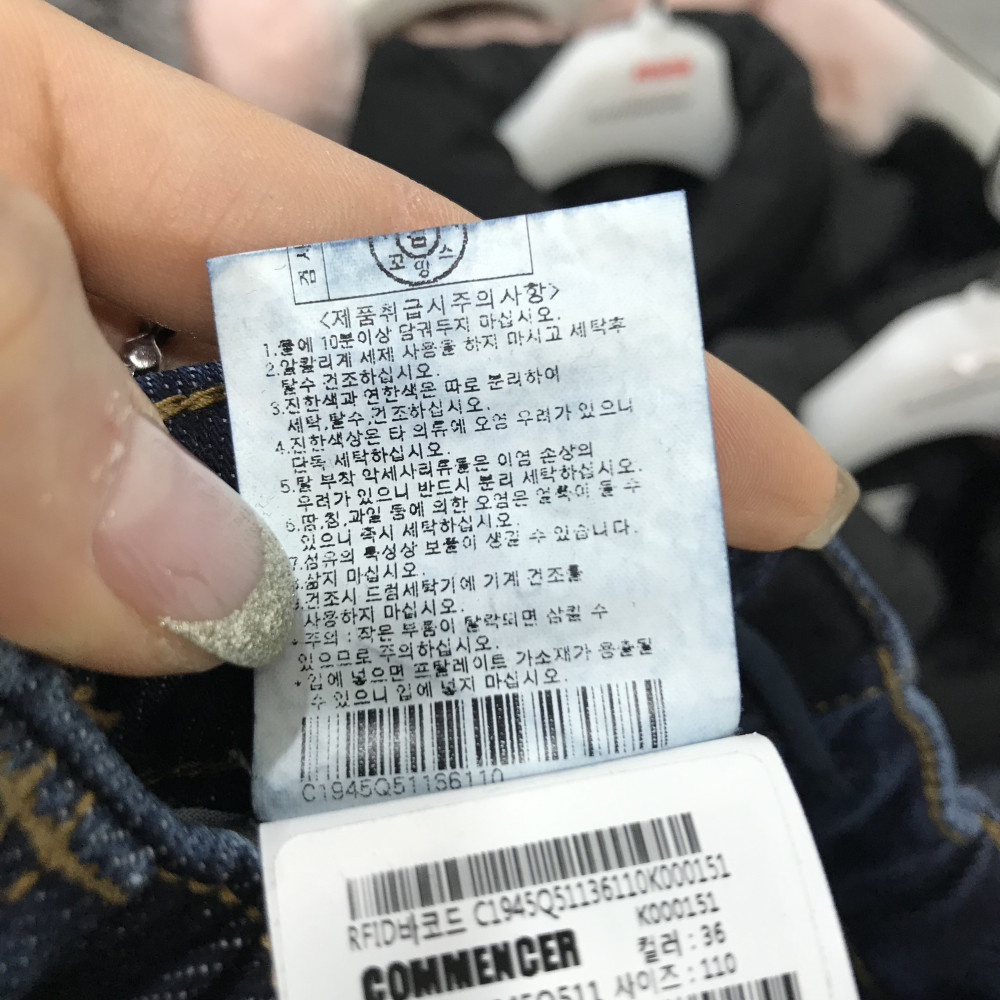 검사
검
꼬망스
<제품취급시주의사항>
1.물에 10분이상 담궈두지 마십시오.
2.알칼리계 세제 사용을 하지 마시고 세탁후
탈수 건조하십시오.
3.진한색과 연한색은 따로 분리하여
세탁,탈수,건조하십시오.
4.진한색상은 타 의류에 오염 우려가 있으니
단독 세탁하십시오.
5.탈 부착 악세사리류들은 이염 손상의
우려가 있으니 반드시 분리 세탁하십시오.
6.땀,침,과일 등에 의한 오염은 얼룩이 될 수
있으니 즉시 세탁하십시오.
7.섬유의 특성상 보풀이 생길 수 있습니다.
삶지 마십시오.
건조시 드럼세탁기에 기계 건조를
사용하지 마십시오.
*주의 : 작은 부품이 탈락되면 삼킬 수
있으므로 주의하십시오.
*입에 넣으면 프탈레이트 가소재가 용출될
수 있으니 입에 넣지 마십시오.
C1945Q51136110
RFID바코드 C1945Q51136110K000151
K000151
COMMENCER
컬러 : 36
945Q511 사이즈 : 110